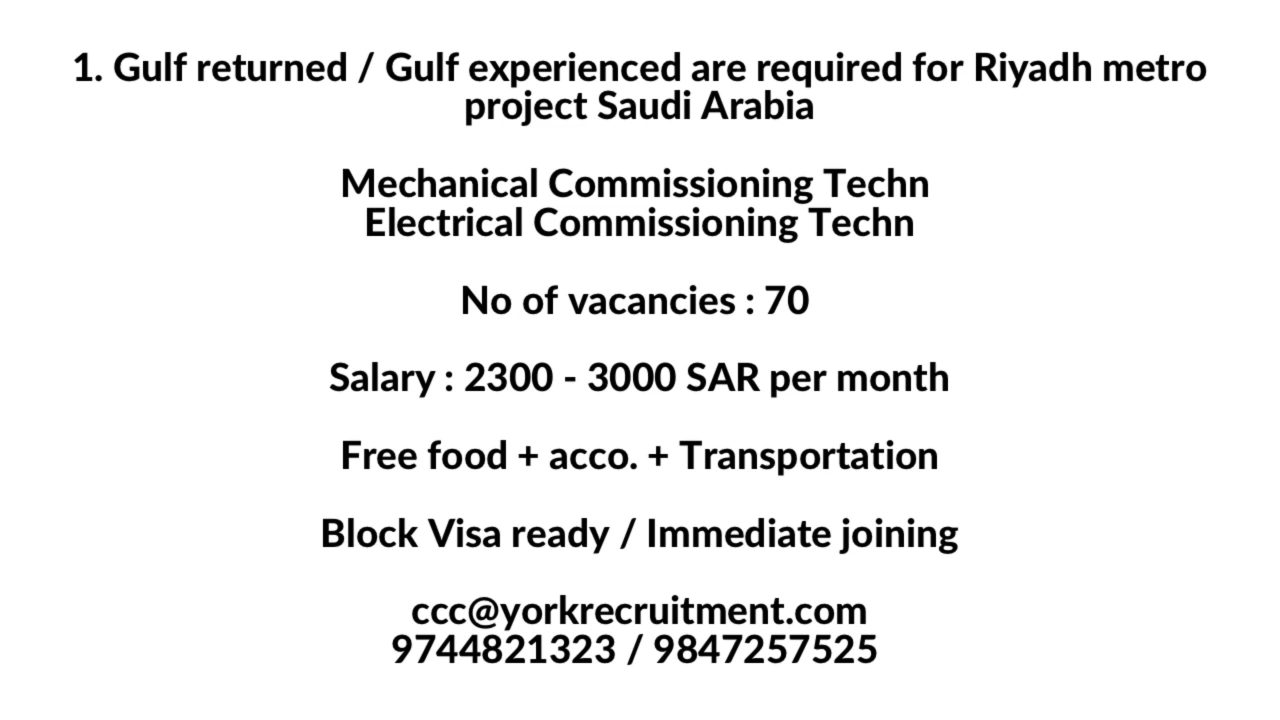 1. Gulf returned / Gulf experienced are required for Riyadh metro
project Saudi Arabia
Mechanical Commissioning Techn
Electrical Commissioning Techn
No of vacancies : 70
Salary : 2300 - 3000 SAR per month
Free food + acco. + Transportation
Block Visa ready / Immediate joining
ccc@yorkrecruitment.com
9744821323 / 9847257525